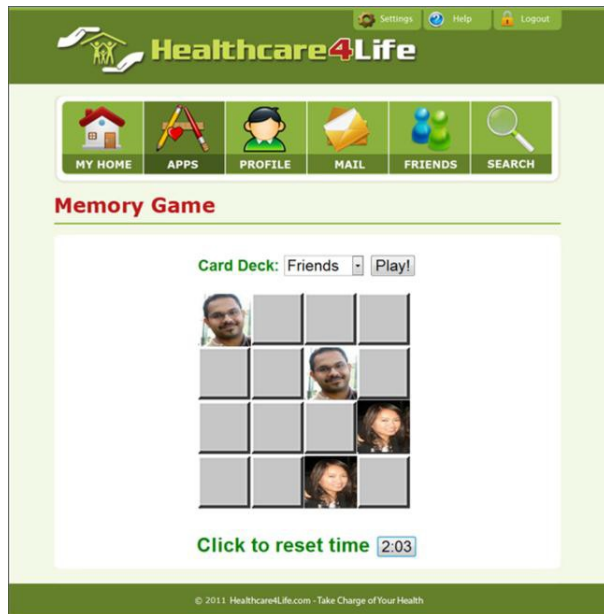 Settings Help Logout
Healthcare4Life
MY HOME APPS PROFILE MAIL FRIENDS SEARCH
Memory Game
Card Deck: Friends Play!
Click to reset time 2:03
© 2011 Healthcare4Life.com - Take Charge of Your Health